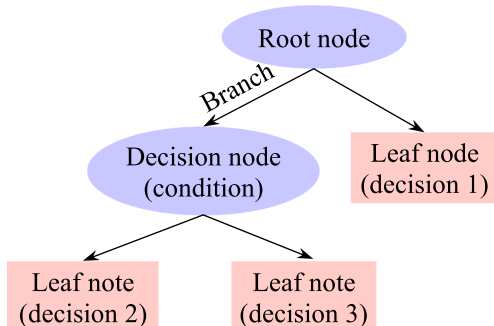 Root node
Branch
Decision node
(condition)
Leaf node
(decision 1)
Leaf note
(decision 2)
Leaf note
(decision 3)